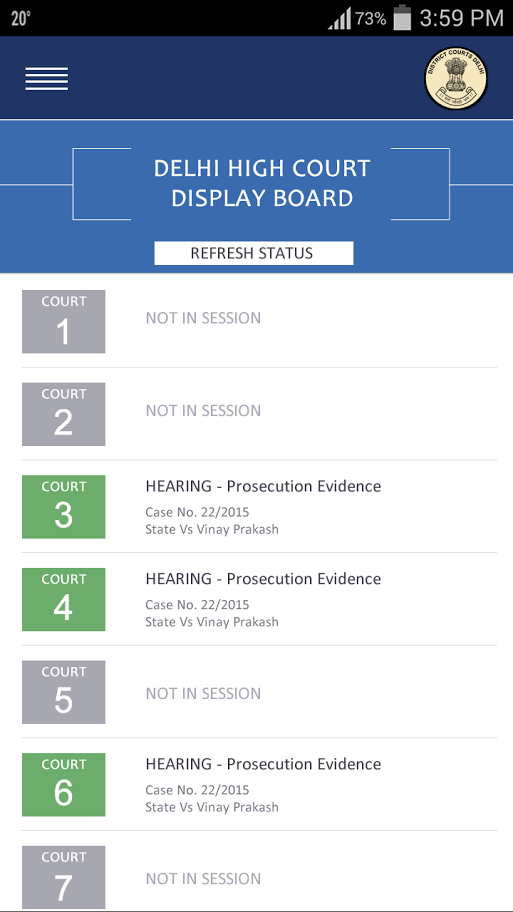 20°
73%
3:59 PM
DISTRICT COURTS DELHI
DELHI HIGH COURT
DISPLAY BOARD
REFRESH STATUS
COURT
1
NOT IN SESSION
COURT
2
NOT IN SESSION
COURT
3
HEARING - Prosecution Evidence
Case No. 22/2015
State Vs Vinay Prakash
COURT
4
HEARING - Prosecution Evidence
Case No. 22/2015
State Vs Vinay Prakash
COURT
5
NOT IN SESSION
COURT
6
HEARING - Prosecution Evidence
Case No. 22/2015
State Vs Vinay Prakash
COURT
7
NOT IN SESSION